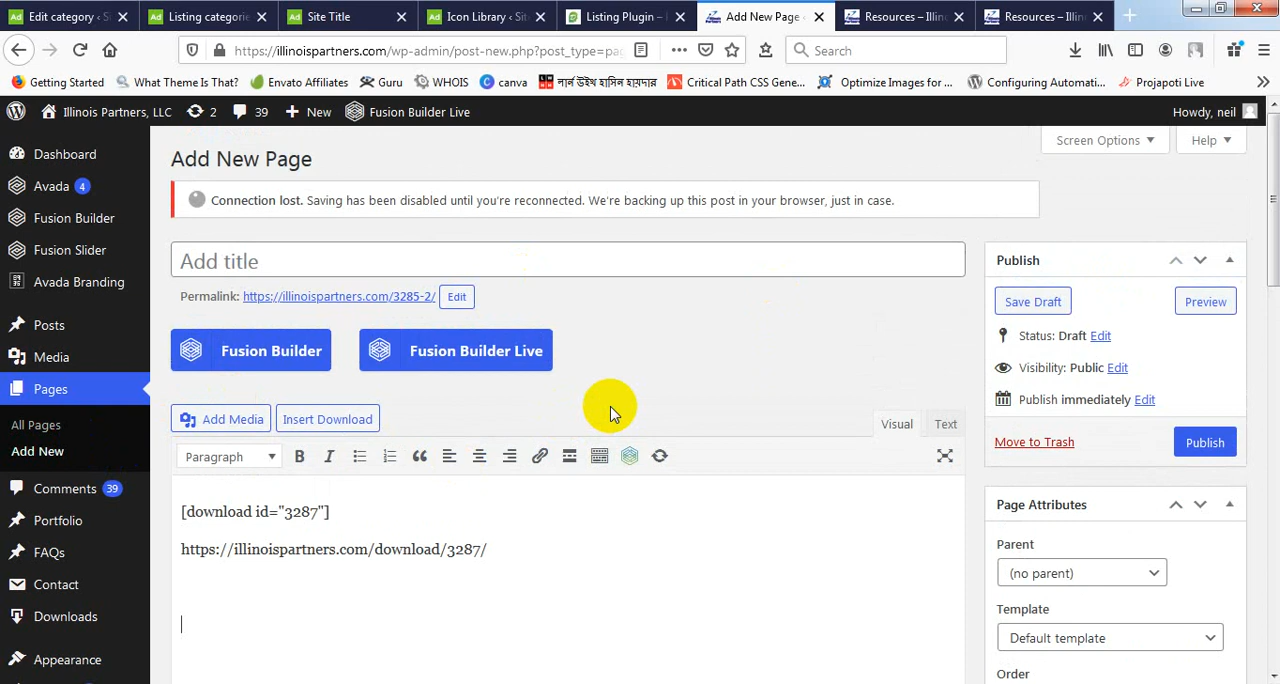 Edit category ‹ S
Listing categorie
Site Title
Icon Library ‹ Sit
Listing Plugin –
Add New Page ‹
Resources – Illin
Resources – Illin
https://illinoispartners.com/wp-admin/post-new.php?post_type=pag
Search
Getting Started
What Theme Is That?
Envato Affiliates
Guru
WHOIS
canva
লার্ন উইথ হাসিন হায়দার
Critical Path CSS Gene...
Optimize Images for ...
Configuring Automati...
Projapoti Live
Illinois Partners, LLC
2
39
New
Fusion Builder Live
Howdy, neil
Dashboard
Avada 4
Fusion Builder
Fusion Slider
Avada Branding
Posts
Media
Pages
All Pages
Add New
Comments 39
Portfolio
FAQs
Contact
Downloads
Appearance
Screen Options
Help
Add New Page
Connection lost. Saving has been disabled until you're reconnected. We're backing up this post in your browser, just in case.
Add title
Permalink: https://illinoispartners.com/3285-2/ Edit
Fusion Builder
Fusion Builder Live
Add Media
Insert Download
Visual
Text
Paragraph
B I
[download id="3287"]
https://illinoispartners.com/download/3287/
Publish
Save Draft
Preview
Status: Draft Edit
Visibility: Public Edit
Publish immediately Edit
Move to Trash
Publish
Page Attributes
Parent
(no parent)
Template
Default template
Order